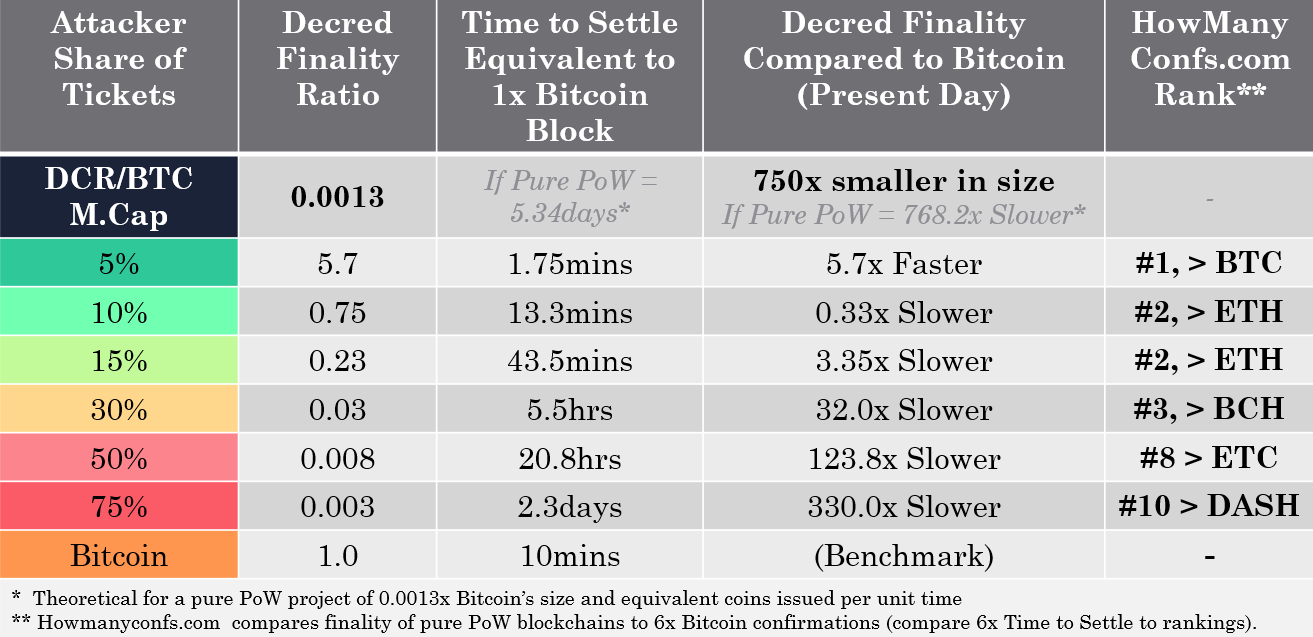 Attacker Share of Tickets
Decred Finality Ratio
Time to Settle Equivalent to 1x Bitcoin Block
Decred Finality Compared to Bitcoin (Present Day)
HowMany Confs.com Rank**
DCR/BTC M.Cap
0.0013
If Pure PoW = 5.34days*
750x smaller in size
If Pure PoW = 768.2x Slower*
-
5% 5.7 1.75mins 5.7x Faster #1, > BTC
10% 0.75 13.3mins 0.33x Slower #2, > ETH
15% 0.23 43.5mins 3.35x Slower #2, > ETH
30% 0.03 5.5hrs 32.0x Slower #3, > BCH
50% 0.008 20.8hrs 123.8x Slower #8 > ETC
75% 0.003 2.3days 330.0x Slower #10 > DASH
Bitcoin 1.0 10mins (Benchmark) -
* Theoretical for a pure PoW project of 0.0013x Bitcoin's size and equivalent coins issued per unit time
** Howmanyconfs.com compares finality of pure PoW blockchains to 6x Bitcoin confirmations (compare 6x Time to Settle to rankings).